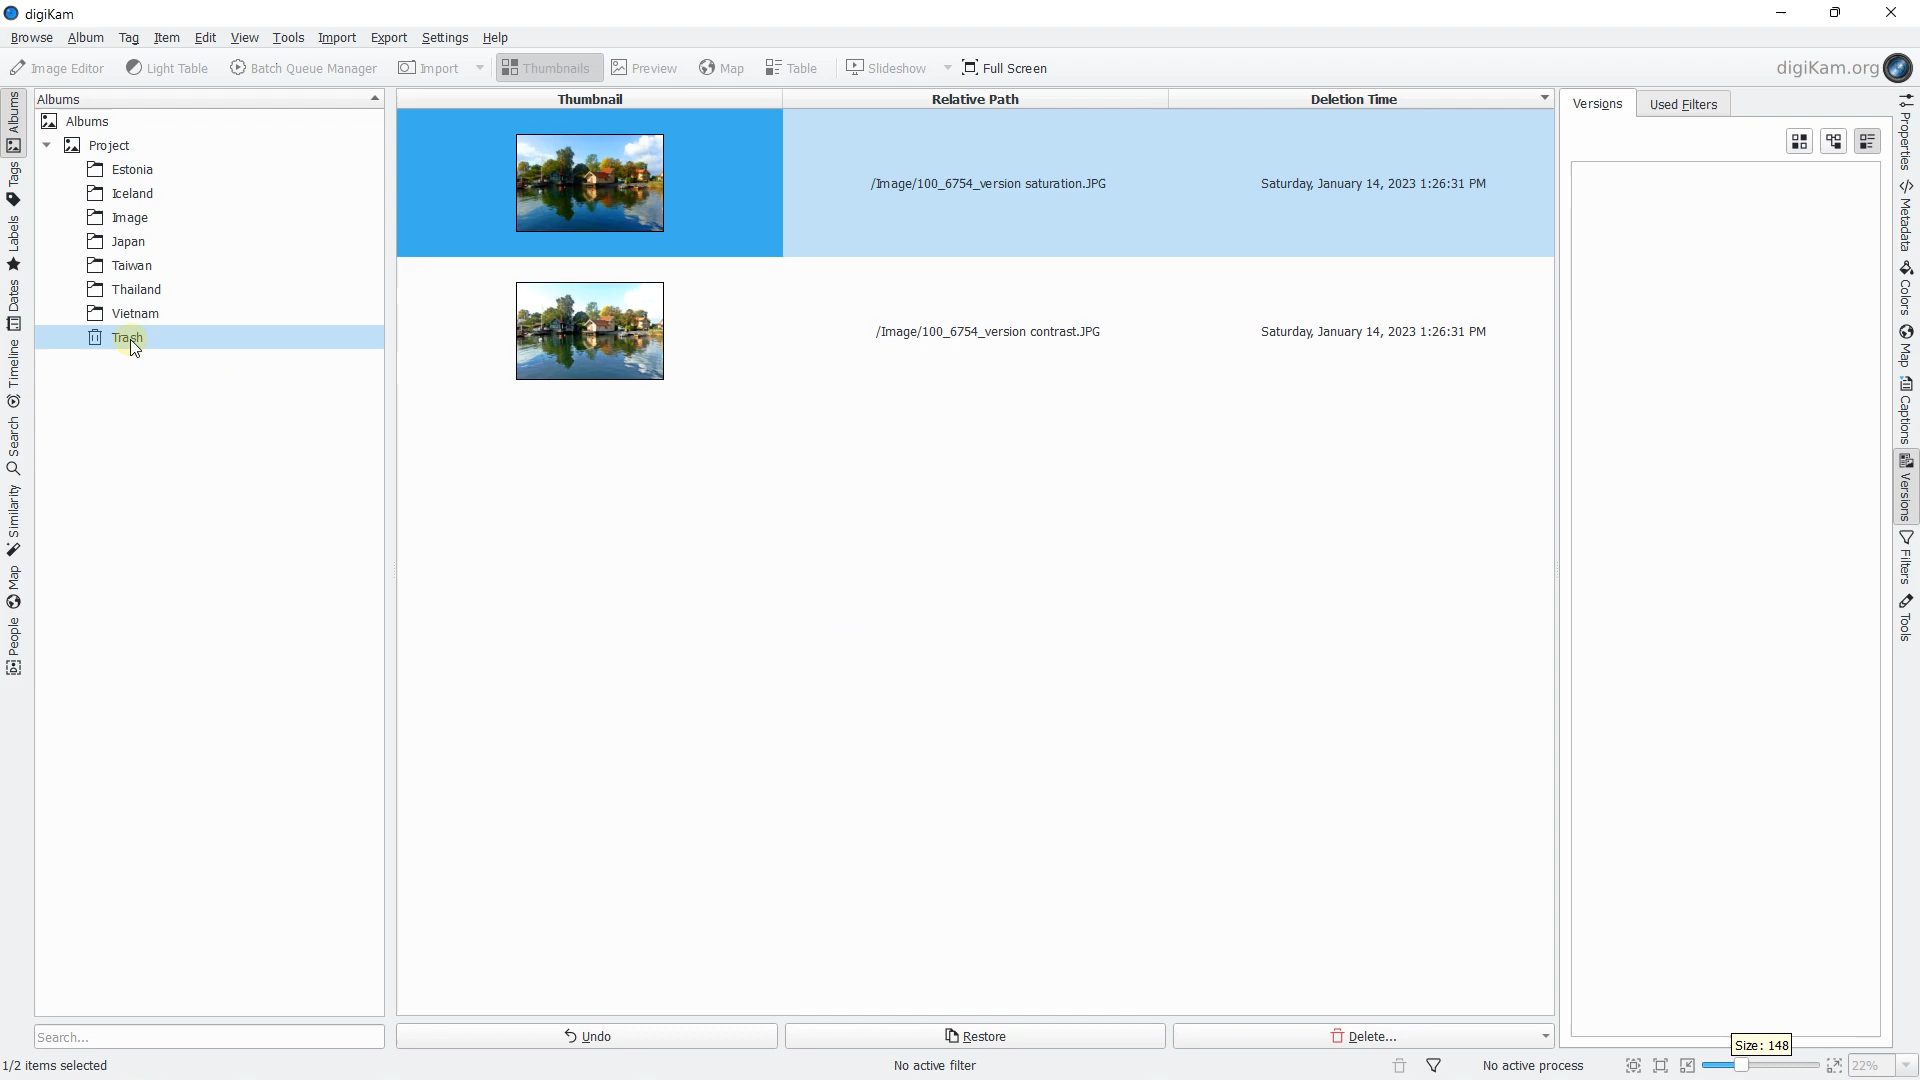 digiKam
Browse Album Tag Item Edit View Tools Import Export Settings Help
Image Editor Light Table Batch Queue Manager Import Thumbnails Preview Map Table Slideshow Full Screen digiKam.org
Albums
Albums
Project
Estonia
Iceland
Image
Japan
Taiwan
Thailand
Vietnam
Trash
Search...
Albums
Tags
Labels
Dates
Timeline
Search
Similarity
Map
People
Thumbnail Relative Path Deletion Time
/Image/100_6754_version saturation.JPG Saturday, January 14, 2023 1:26:31 PM
/Image/100_6754_version contrast.JPG Saturday, January 14, 2023 1:26:31 PM
Undo Restore Delete...
Versions Used Filters
Properties
Metadata
Colors
Map
Captions
Versions
Filters
Tools
Size: 148
1/2 items selected No active filter No active process 22%